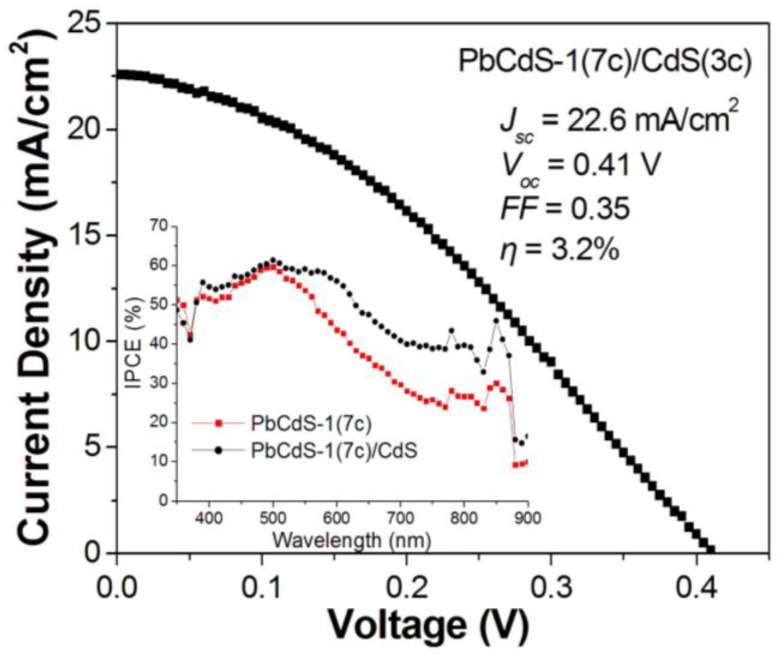 25
20
15
10
5
0
Current Density (mA/cm²)
0.0 0.1 0.2 0.3 0.4
Voltage (V)
PbCdS-1(7c)/CdS(3c)
Jsc = 22.6 mA/cm²
Voc = 0.41 V
FF = 0.35
η = 3.2%
70
60
50
40
30
20
10
0
IPCE (%)
PbCdS-1(7c)
PbCdS-1(7c)/CdS
400 500 600 700 800 900
Wavelength (nm)